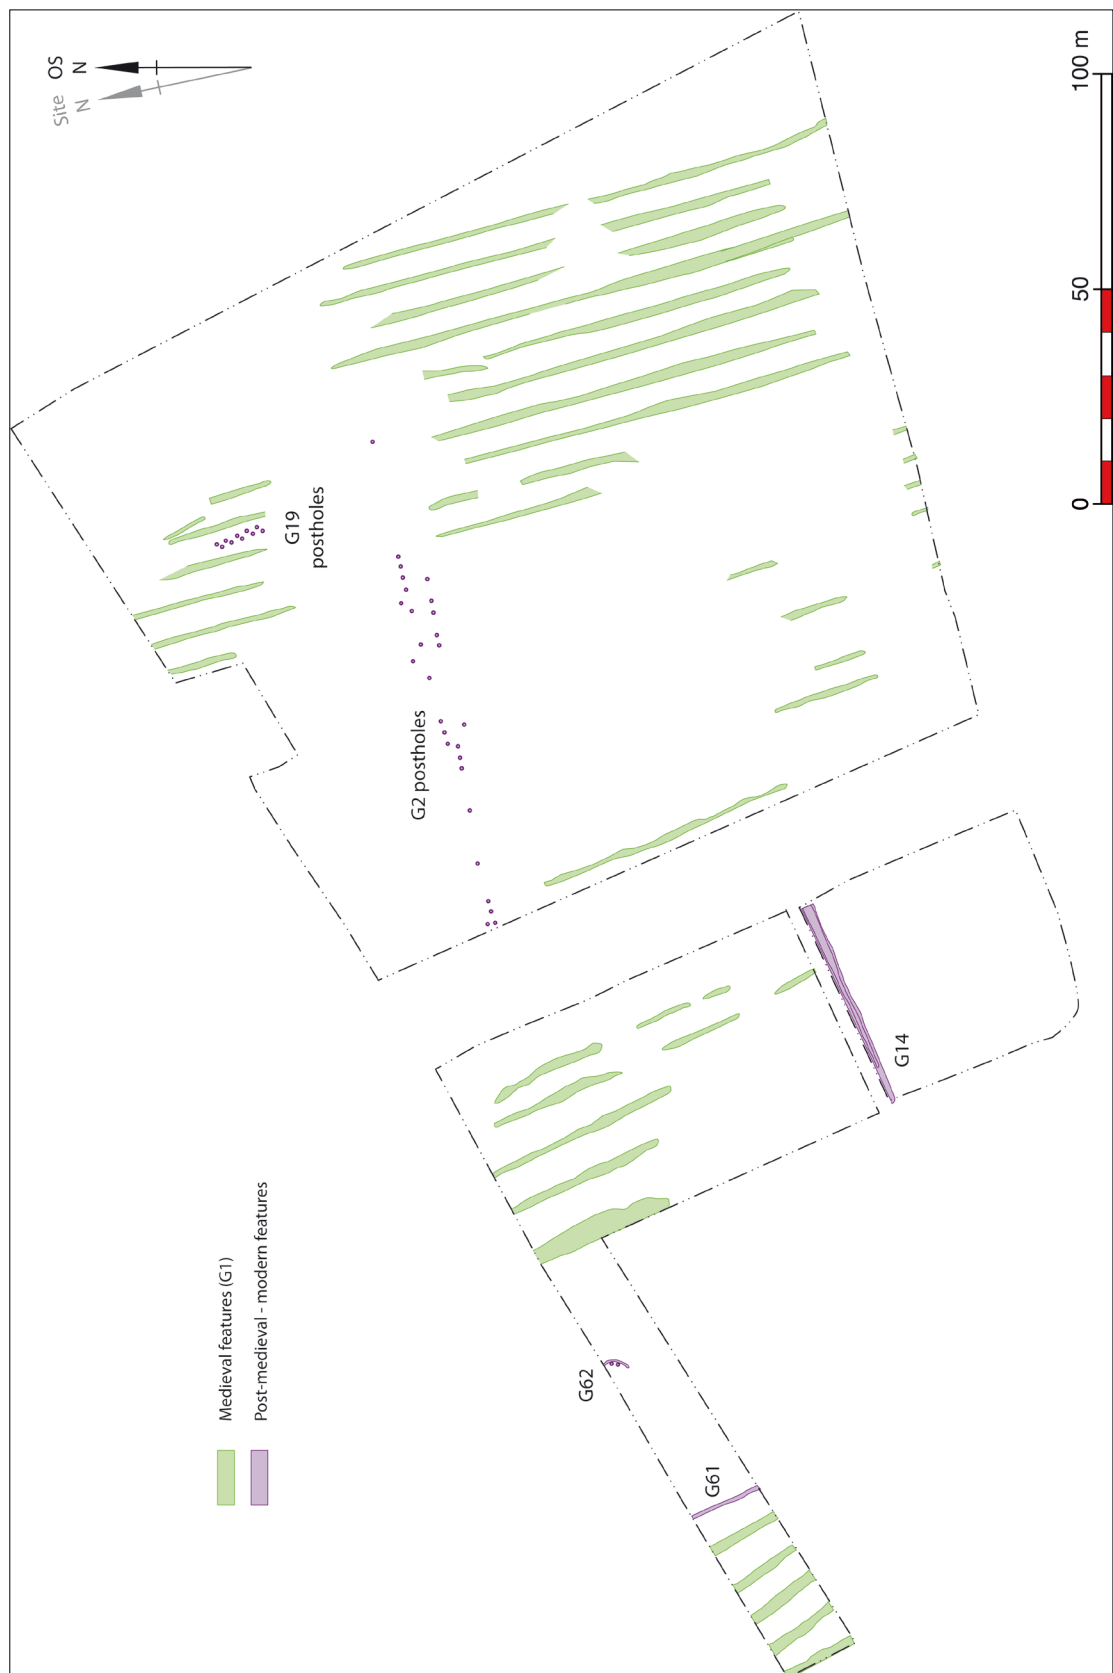 OS
N
Site
N
G19
postholes
G2 postholes
G14
G62
G61
Medieval features (G1)
Post-medieval - modern features
0
50
100 m